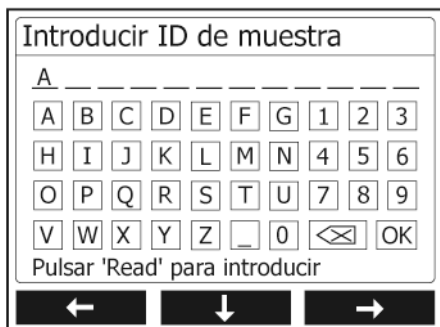 Introducir ID de muestra
A _ _ _ _ _ _ _ _ _ _ _
A B C D E F G 1 2 3
H I J K L M N 4 5 6
O P Q R S T U 7 8 9
V W X Y Z _ 0 ⌫ OK
Pulsar 'Read' para introducir
← ↓ →